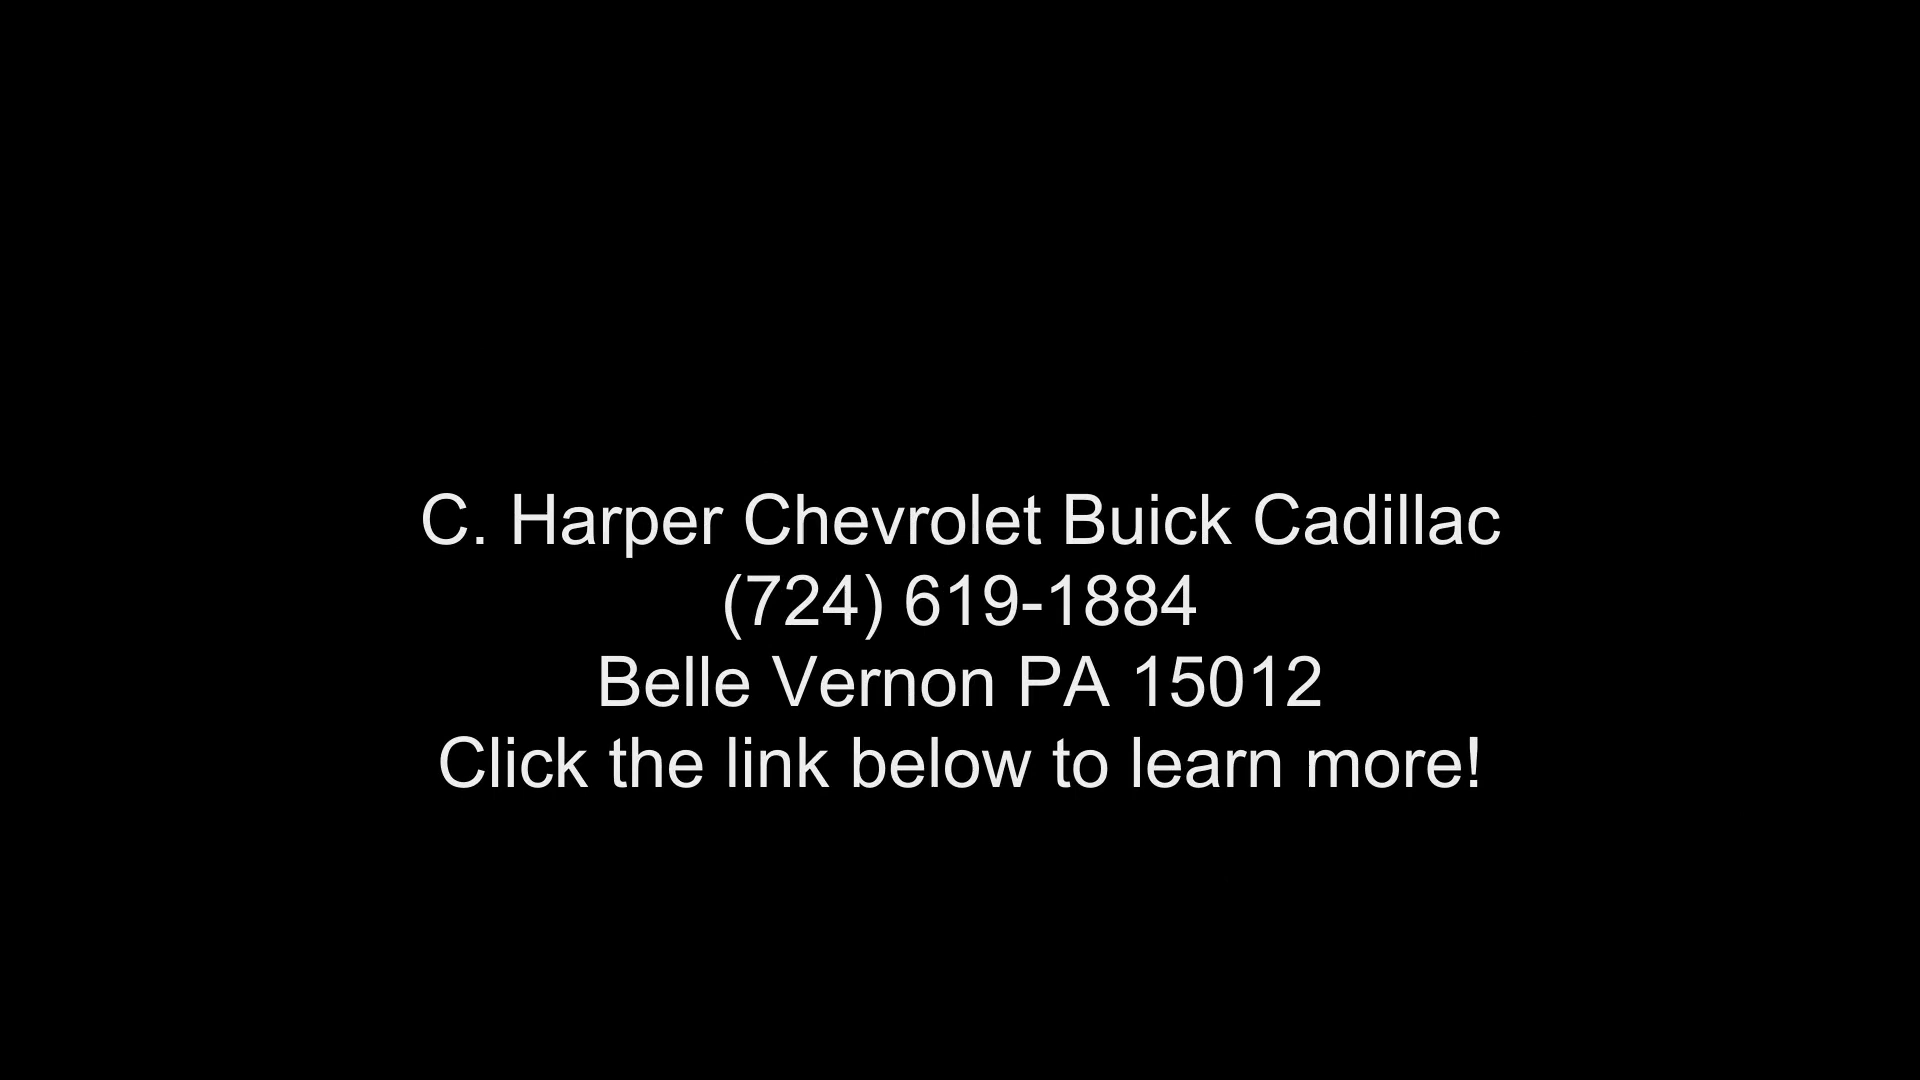 C. Harper Chevrolet Buick Cadillac
(724) 619-1884
Belle Vernon PA 15012
Click the link below to learn more!